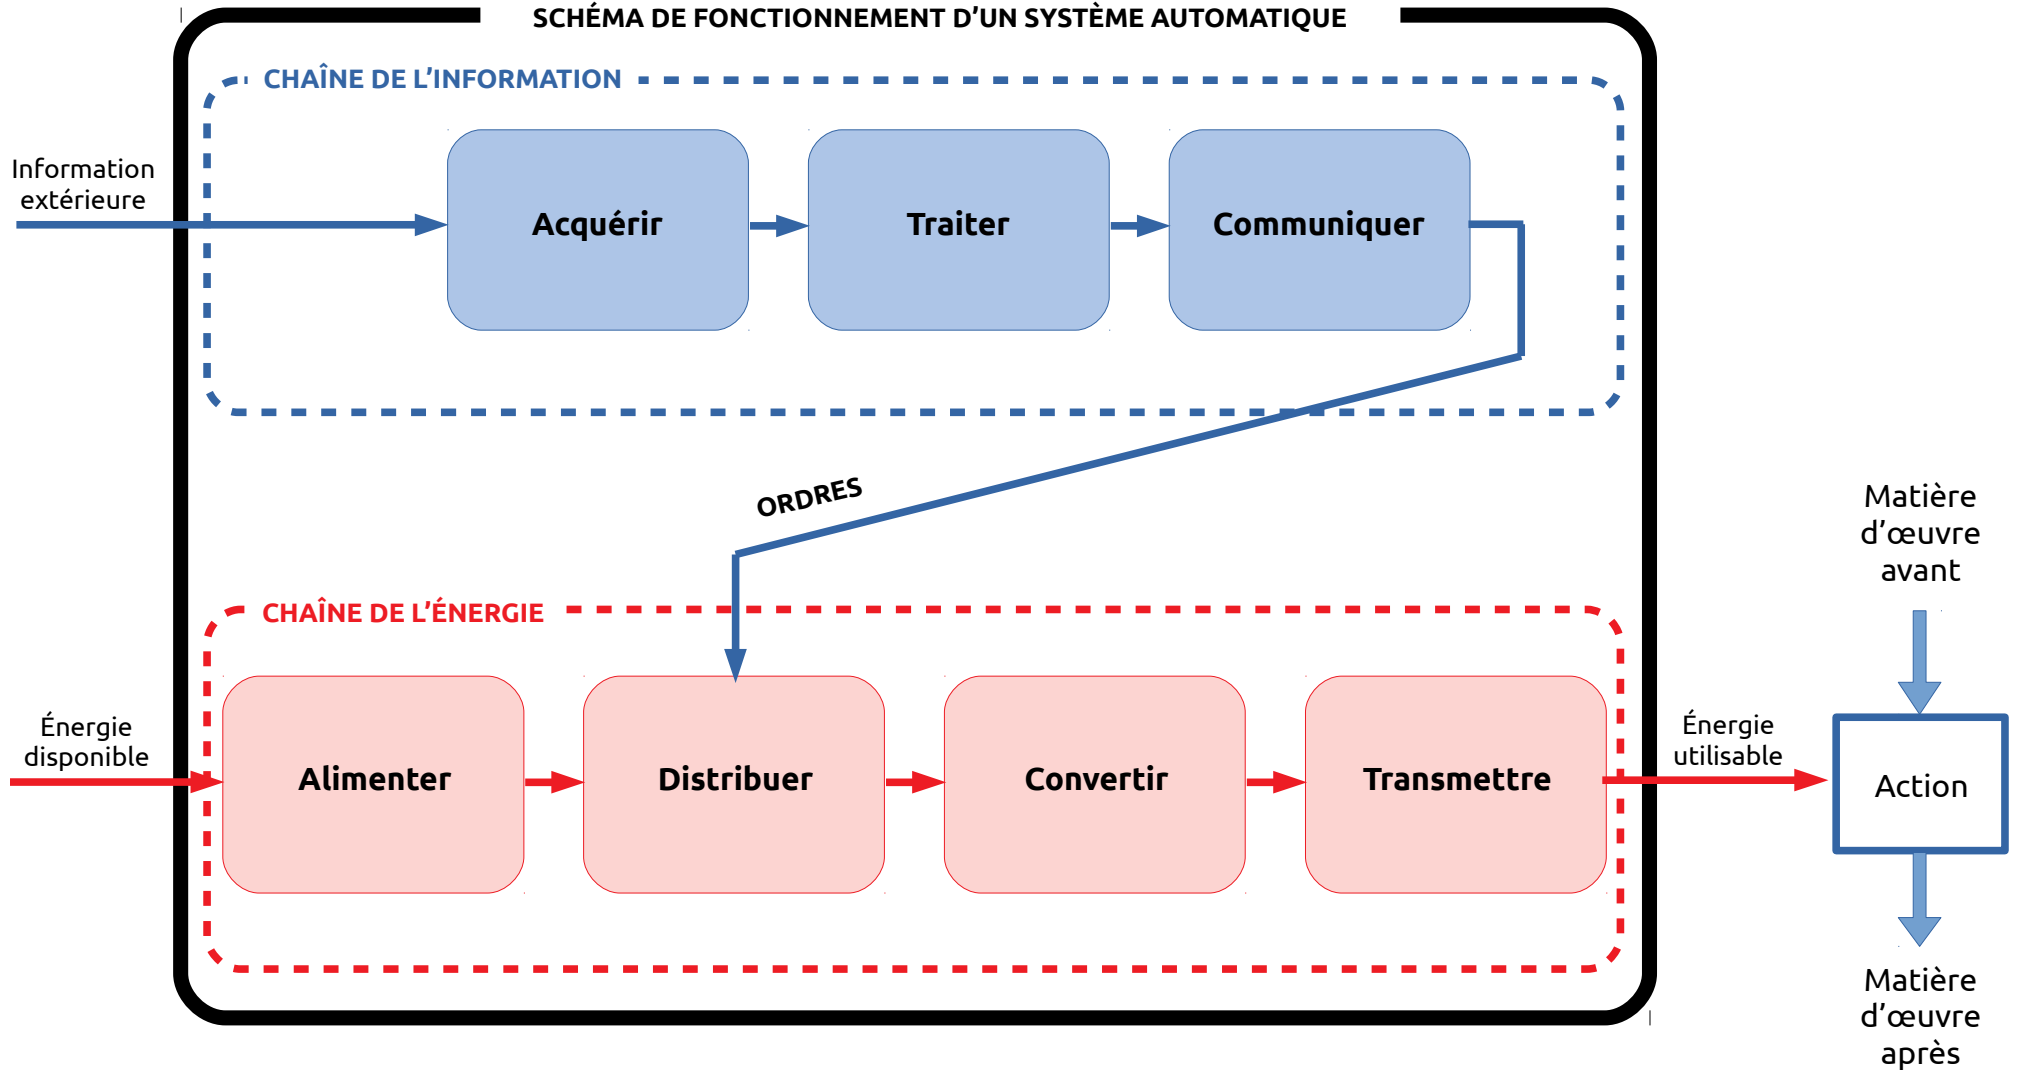 SCHÉMA DE FONCTIONNEMENT D’UN SYSTÈME AUTOMATIQUE
CHAÎNE DE L’INFORMATION
Information
extérieure
Acquérir
Traiter
Communiquer
ORDRES
CHAÎNE DE L’ÉNERGIE
Énergie
disponible
Alimenter
Distribuer
Convertir
Transmettre
Énergie
utilisable
Matière
d’œuvre
avant
Action
Matière
d’œuvre
après